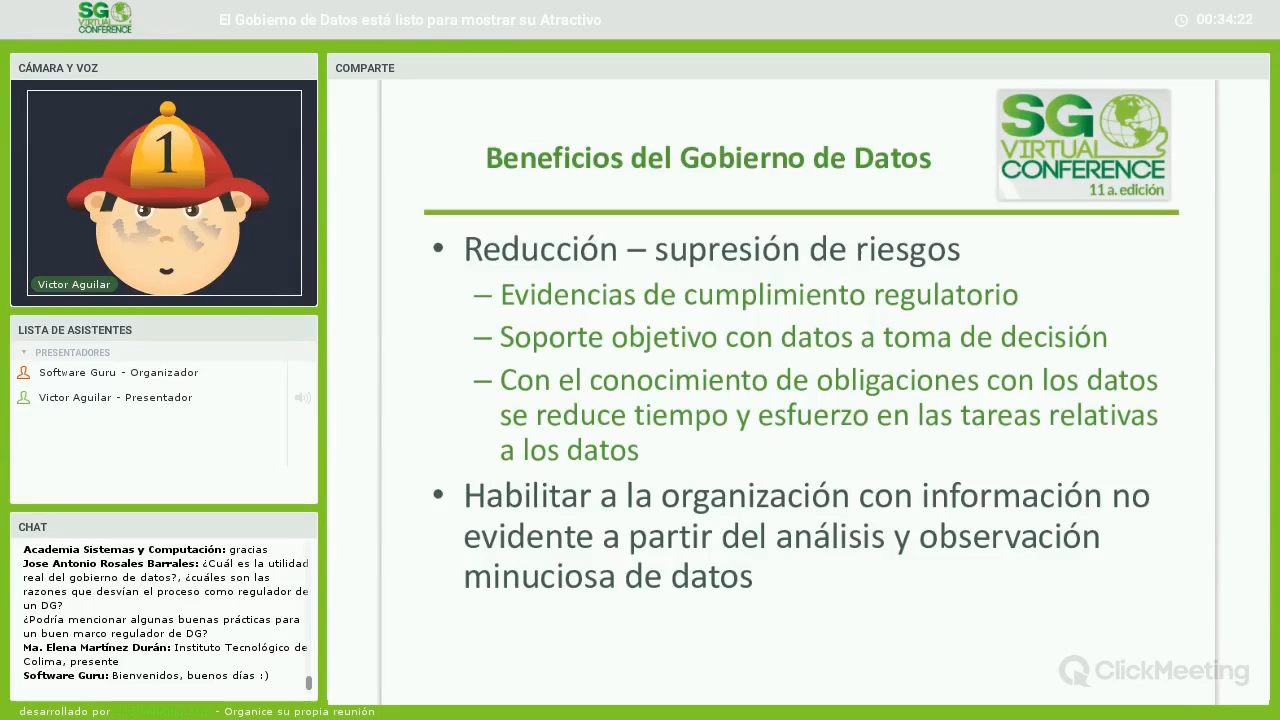 SG
VIRTUAL
CONFERENCE
El Gobierno de Datos está listo para mostrar su Atractivo
00:34:22
CÁMARA Y VOZ
1
Victor Aguilar
LISTA DE ASISTENTES
PRESENTADORES
Software Guru - Organizador
Victor Aguilar - Presentador
CHAT
Academia Sistemas y Computación: gracias
Jose Antonio Rosales Barrales: ¿Cuál es la utilidad
real del gobierno de datos?, ¿cuáles son las
razones que desvían el proceso como regulador de
un DG?
¿Podría mencionar algunas buenas prácticas para
un buen marco regulador de DG?
Ma. Elena Martínez Durán: Instituto Tecnológico de
Colima, presente
Software Guru: Bienvenidos, buenos días :)
COMPARTE
Beneficios del Gobierno de Datos
SG
VIRTUAL
CONFERENCE
11 a. edición
• Reducción – supresión de riesgos
– Evidencias de cumplimiento regulatorio
– Soporte objetivo con datos a toma de decisión
– Con el conocimiento de obligaciones con los datos
se reduce tiempo y esfuerzo en las tareas relativas
a los datos
• Habilitar a la organización con información no
evidente a partir del análisis y observación
minuciosa de datos
ClickMeeting
desarrollado por - Organice su propia reunión